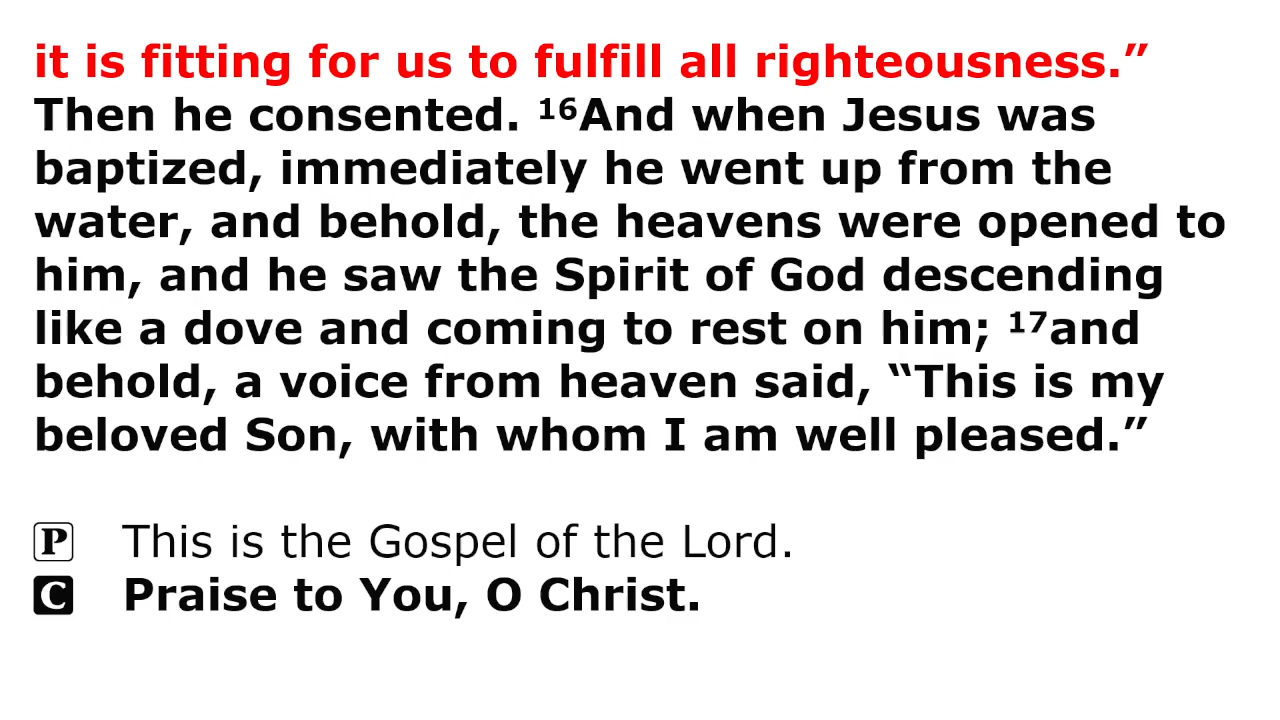 it is fitting for us to fulfill all righteousness.”
Then he consented. ¹⁶And when Jesus was
baptized, immediately he went up from the
water, and behold, the heavens were opened to
him, and he saw the Spirit of God descending
like a dove and coming to rest on him; ¹⁷and
behold, a voice from heaven said, “This is my
beloved Son, with whom I am well pleased.”
P This is the Gospel of the Lord.
C Praise to You, O Christ.